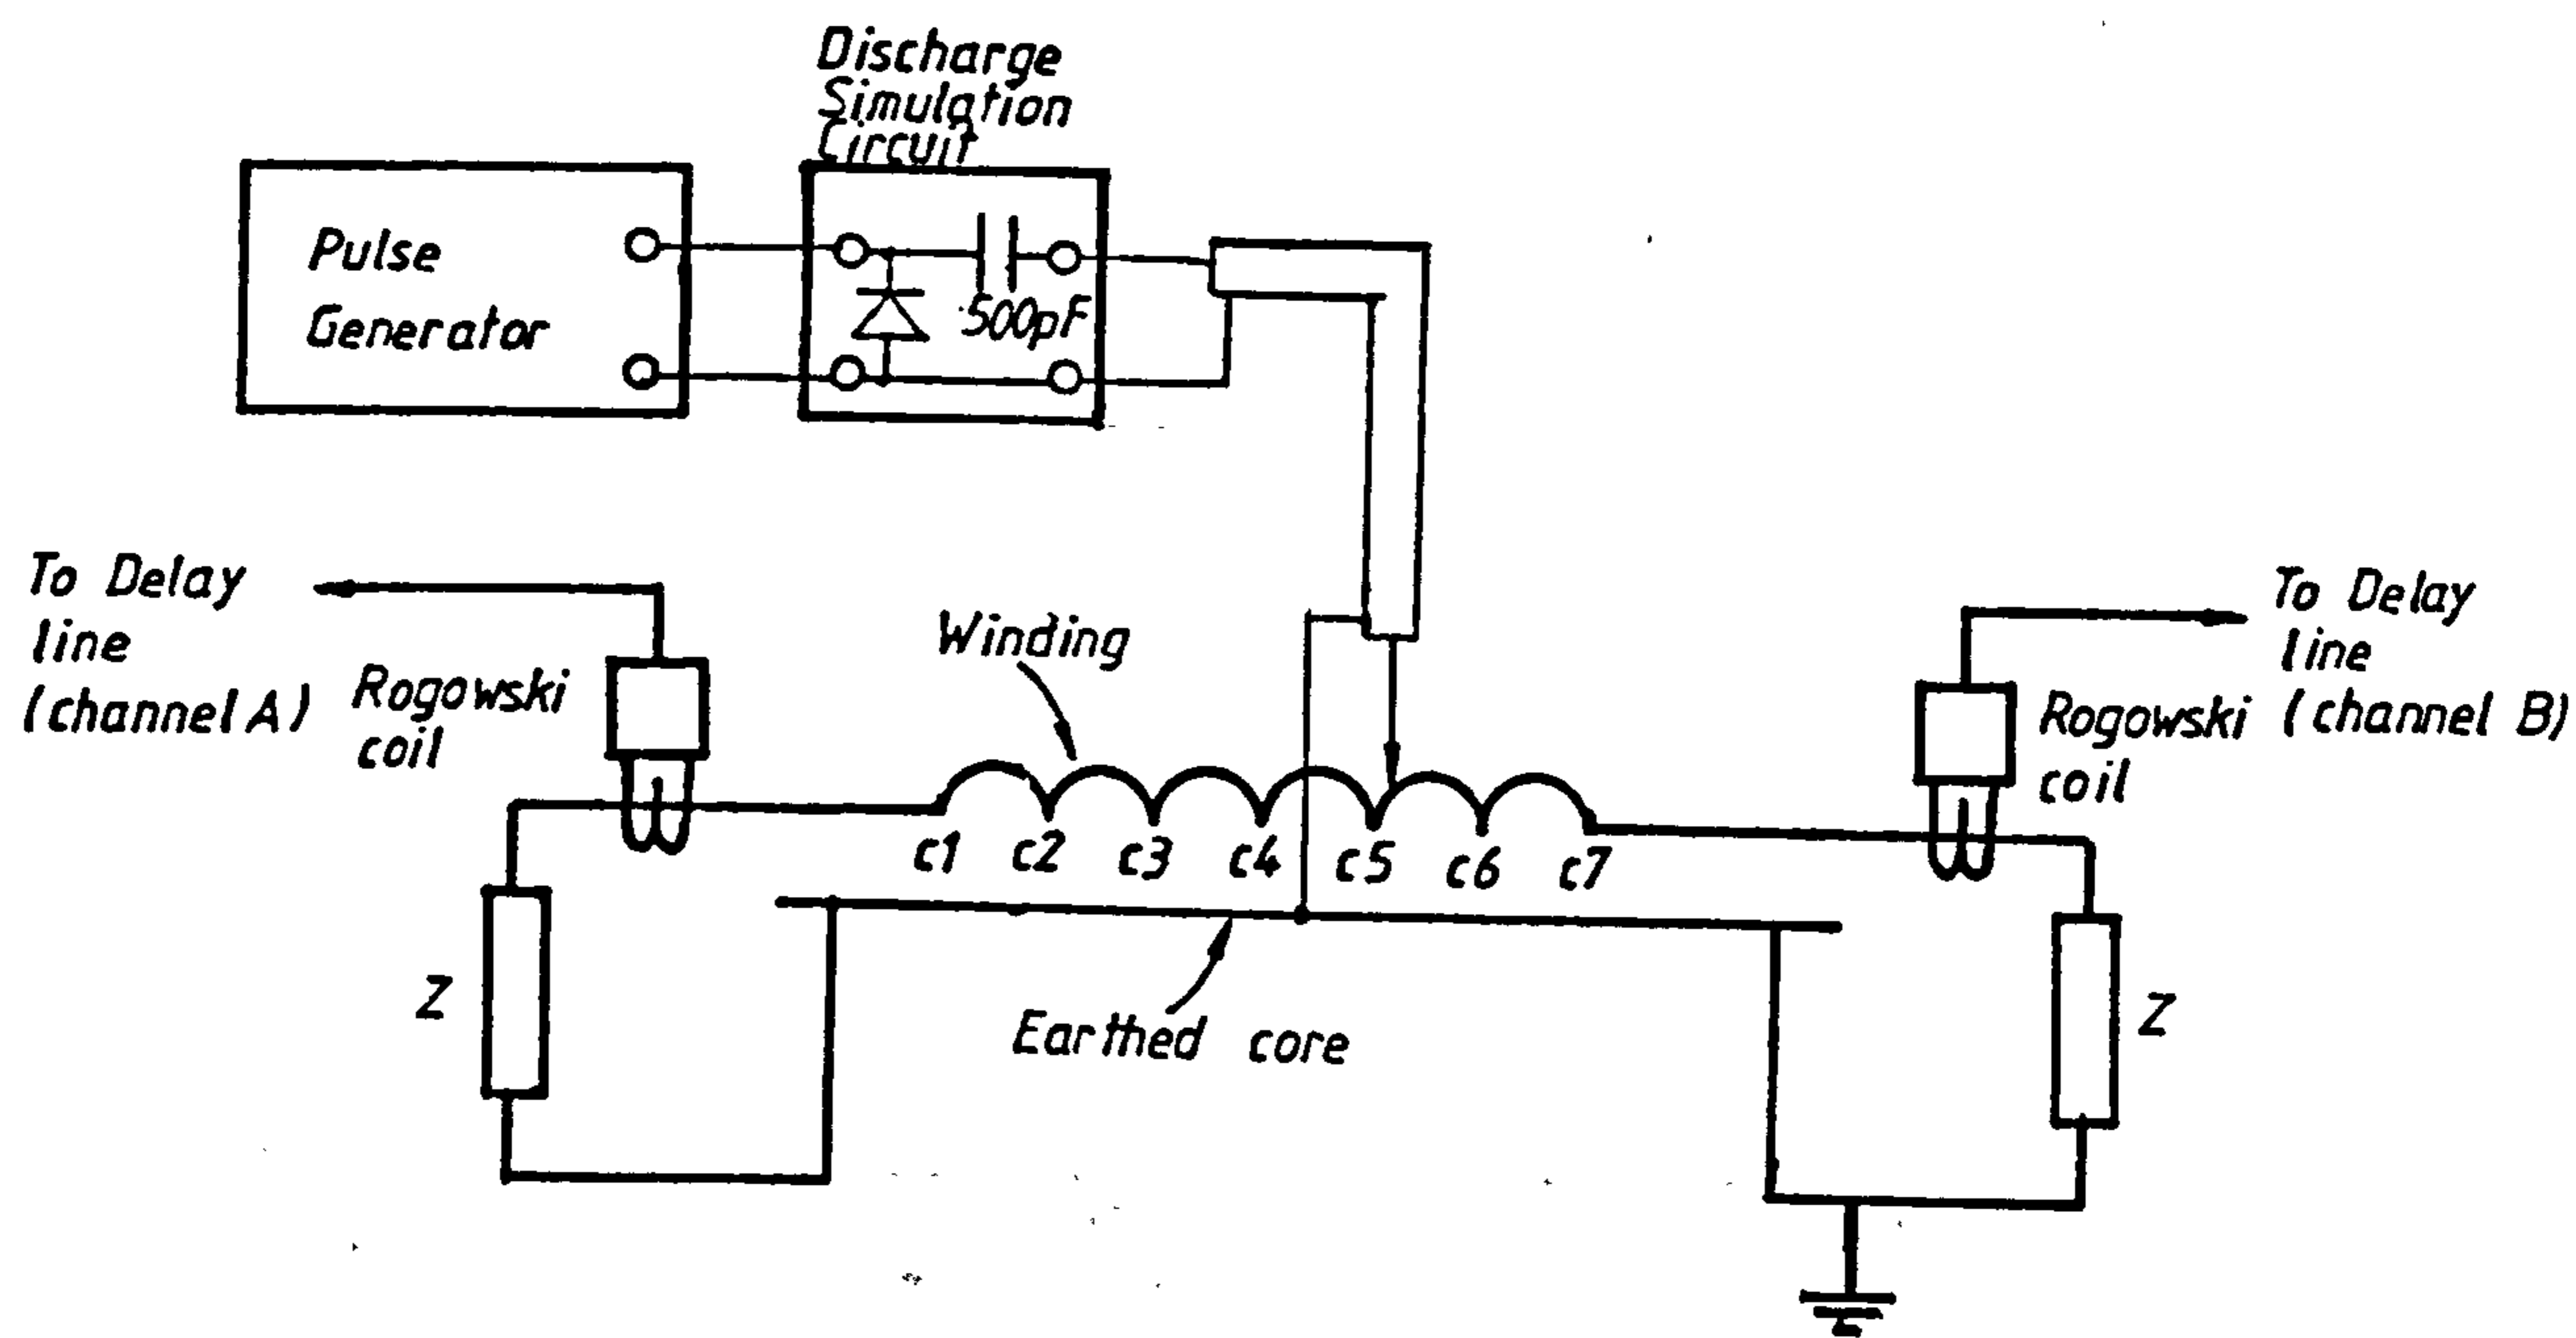 Discharge
Simulation
Circuit
Pulse
Generator
500pF
To Delay
line
(channel A)
Rogowski
coil
Winding
To Delay
line
(channel B)
Rogowski
coil
c1 c2 c3 c4 c5 c6 c7
Z
Earthed core
Z